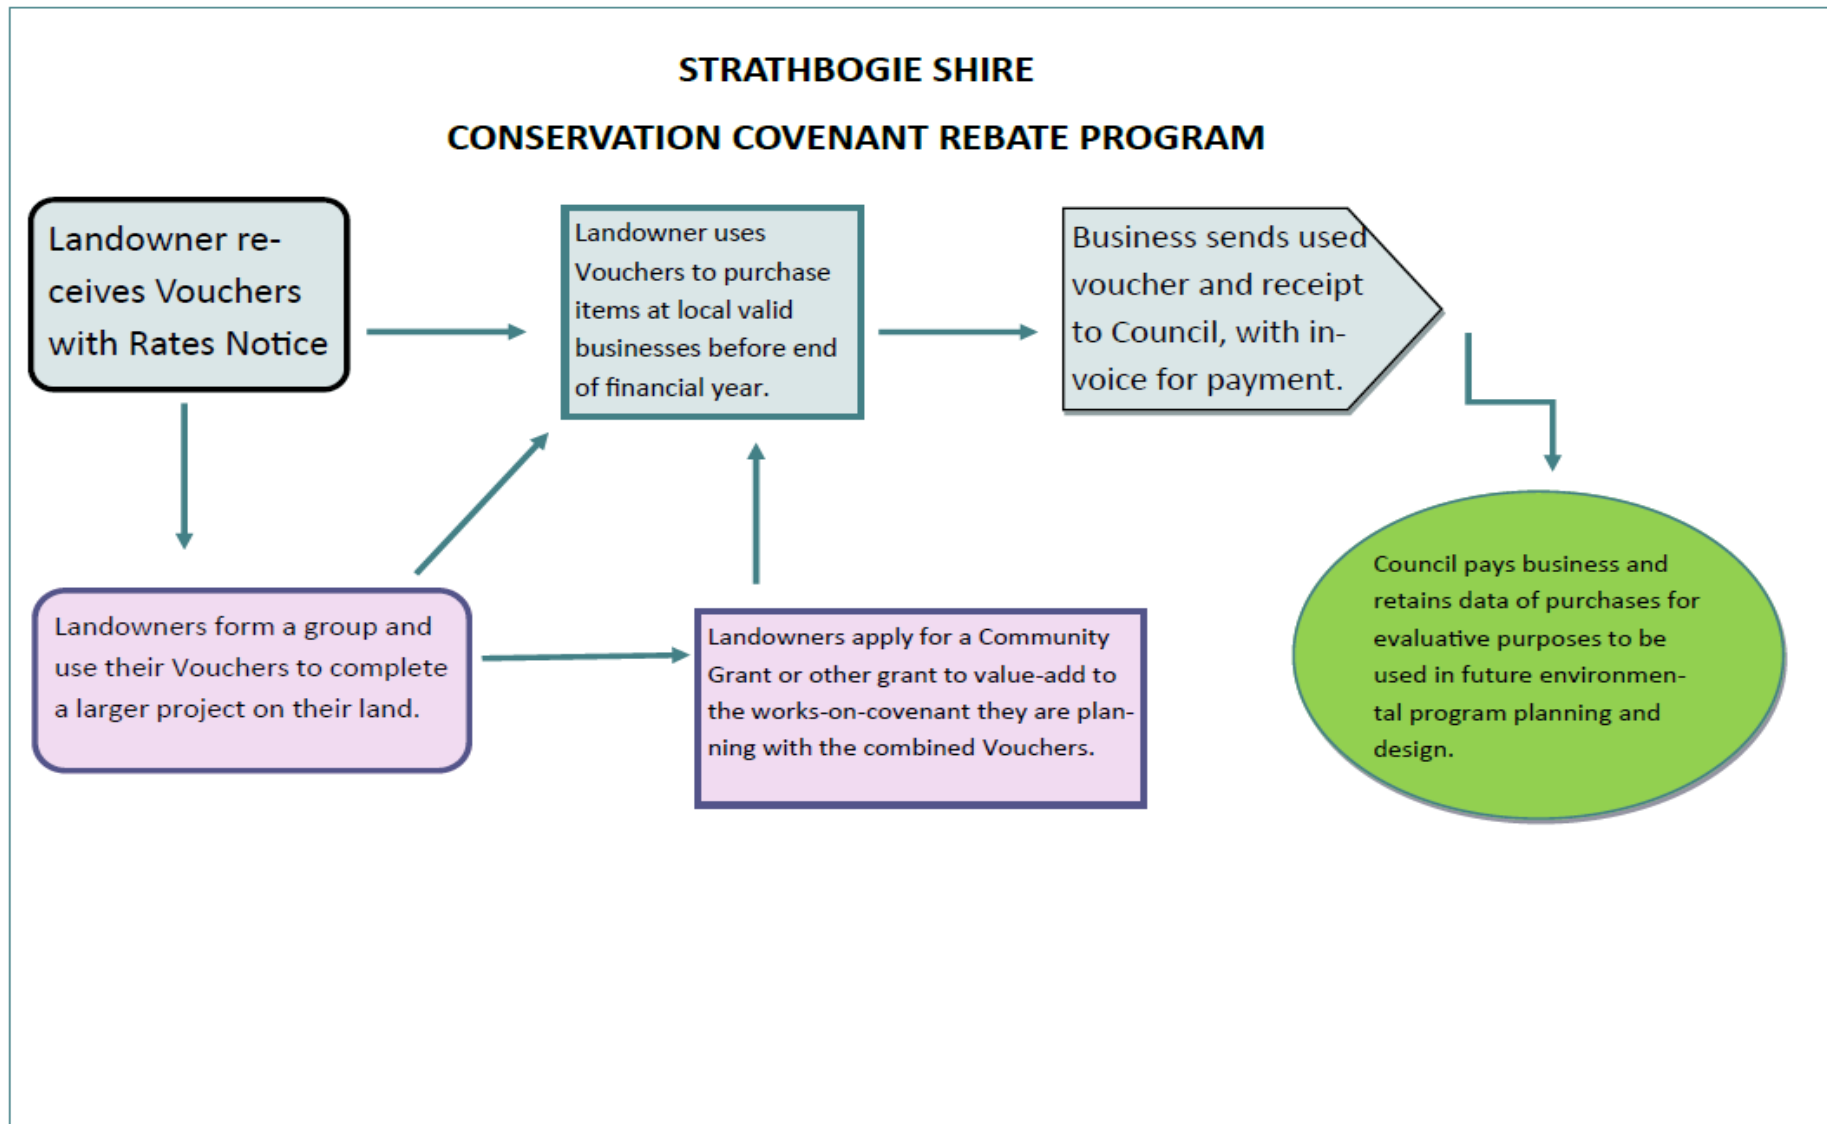 STRATHBOGIE SHIRE
CONSERVATION COVENANT REBATE PROGRAM
Landowner re-
ceives Vouchers
with Rates Notice
Landowner uses
Vouchers to purchase
items at local valid
businesses before end
of financial year.
Business sends used
voucher and receipt
to Council, with in-
voice for payment.
Landowners form a group and
use their Vouchers to complete
a larger project on their land.
Landowners apply for a Community
Grant or other grant to value-add to
the works-on-covenant they are plan-
ning with the combined Vouchers.
Council pays business and
retains data of purchases for
evaluative purposes to be
used in future environmen-
tal program planning and
design.